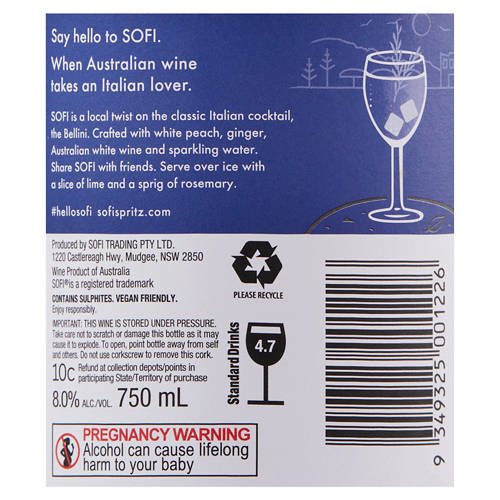 Say hello to SOFI.
When Australian wine
takes an Italian lover.
SOFI is a local twist on the classic Italian cocktail,
the Bellini. Crafted with white peach, ginger,
Australian white wine and sparkling water.
Share SOFI with friends. Serve over ice with
a slice of lime and a sprig of rosemary.
#hellosofi sofispritz.com
Produced by SOFI TRADING PTY LTD.
1220 Castlereagh Hwy, Mudgee, NSW 2850
Wine Product of Australia
SOFI®is a registered trademark
CONTAINS SULPHITES. VEGAN FRIENDLY.
Enjoy responsibly.
IMPORTANT: THIS WINE IS STORED UNDER PRESSURE.
Take care not to scratch or damage this bottle as it may
cause it to explode. To open, point bottle away from self
and others. Do not use corkscrew to remove this cork.
10c Refund at collection depots/points in
participating State/Territory of purchase
8.0% ALC/VOL. 750 mL
PLEASE RECYCLE
Standard Drinks
4.7
9 349325 001226
PREGNANCY WARNING
Alcohol can cause lifelong
harm to your baby